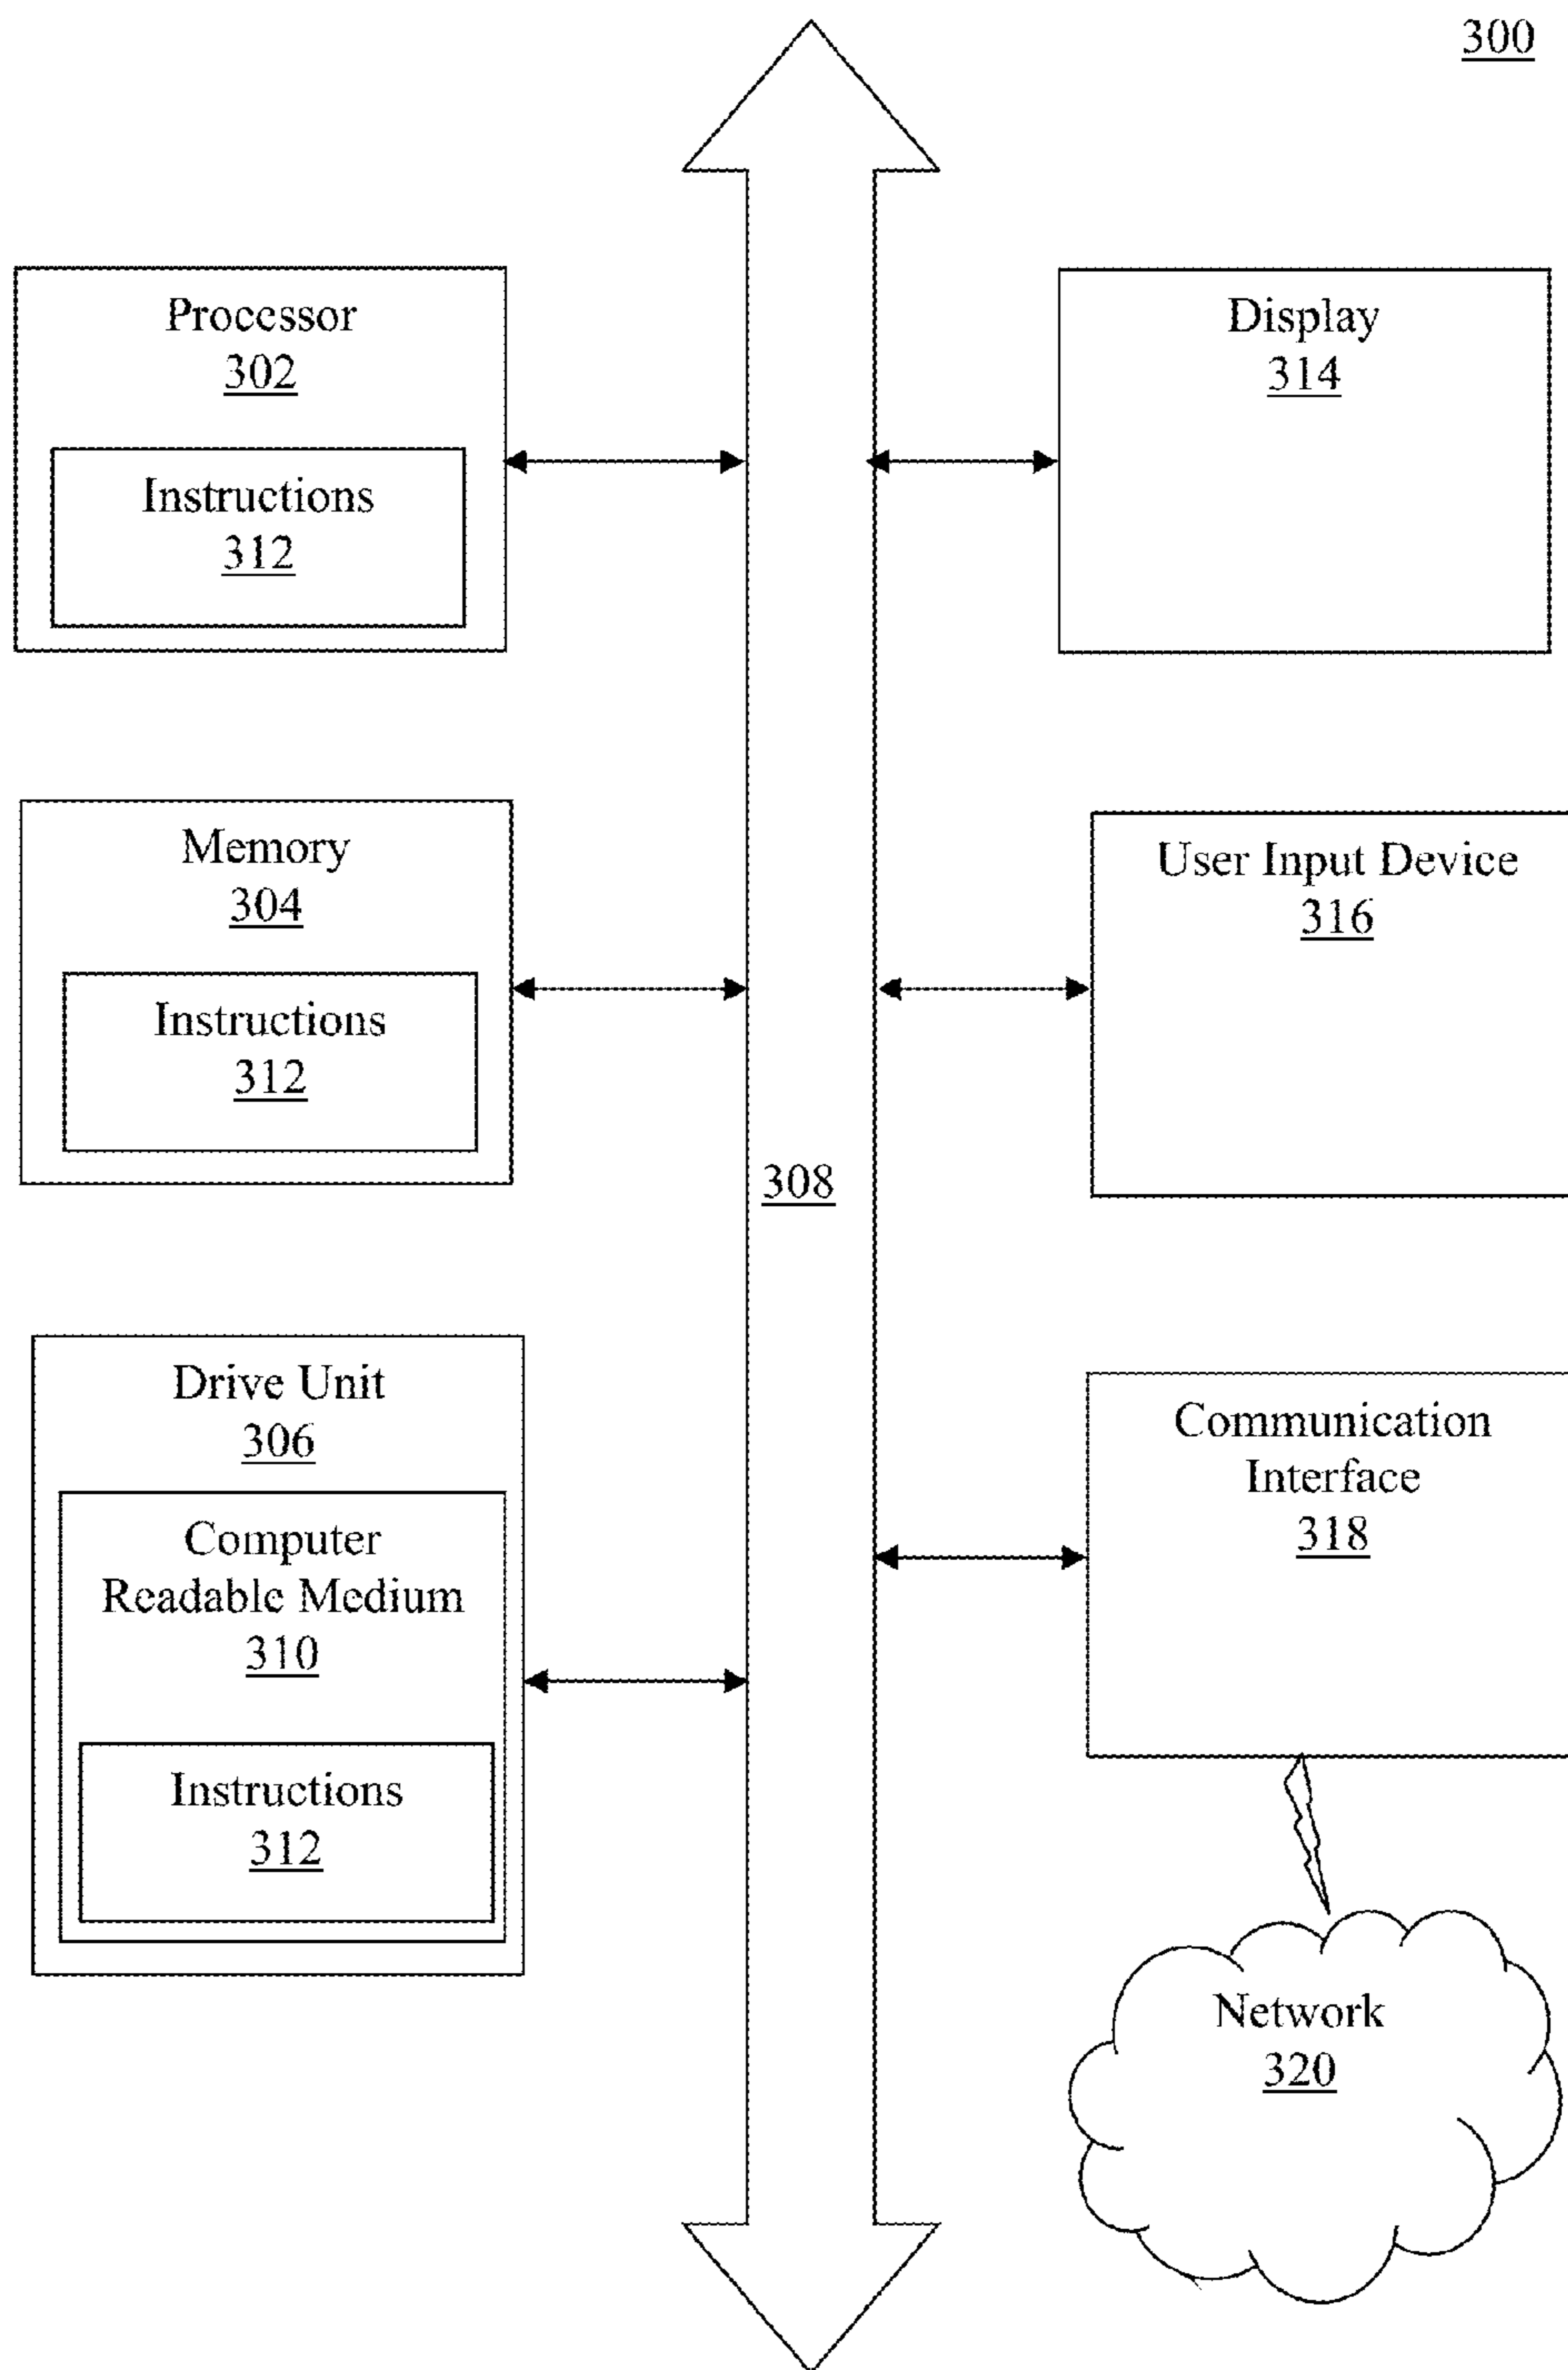 300
Processor
302
Instructions
312
Display
314
Memory
304
Instructions
312
User Input Device
316
308
Drive Unit
306
Computer
Readable Medium
310
Instructions
312
Communication
Interface
318
Network
320